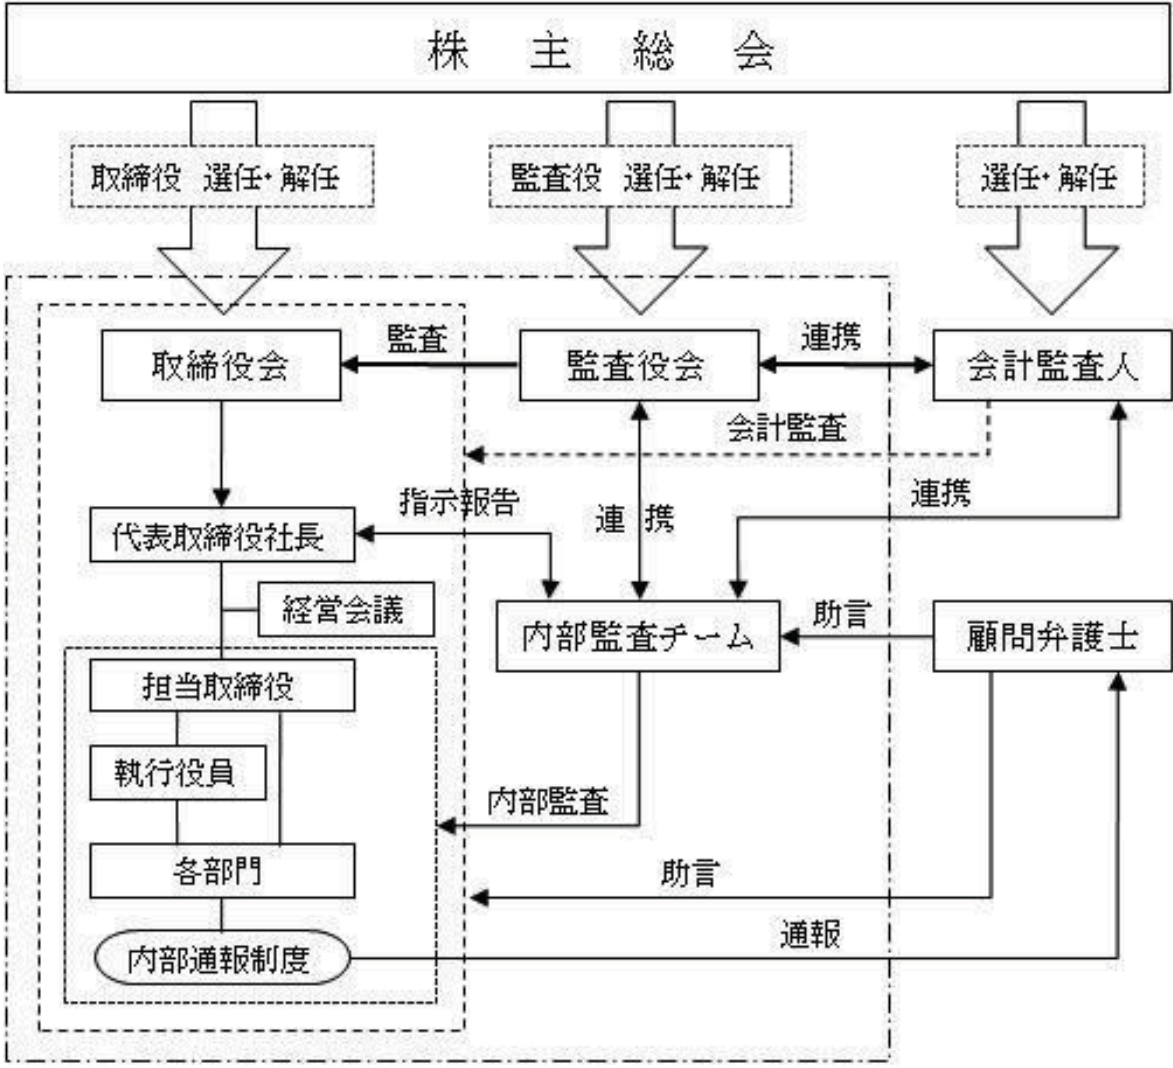 株主総会
取締役 選任・解任
監査役 選任・解任
選任・解任
取締役会
監査
監査役会
連携
会計監査人
会計監査
指示報告
連携
連携
代表取締役社長
経営会議
内部監査チーム
助言
顧問弁護士
担当取締役
執行役員
内部監査
各部門
助言
通報
内部通報制度